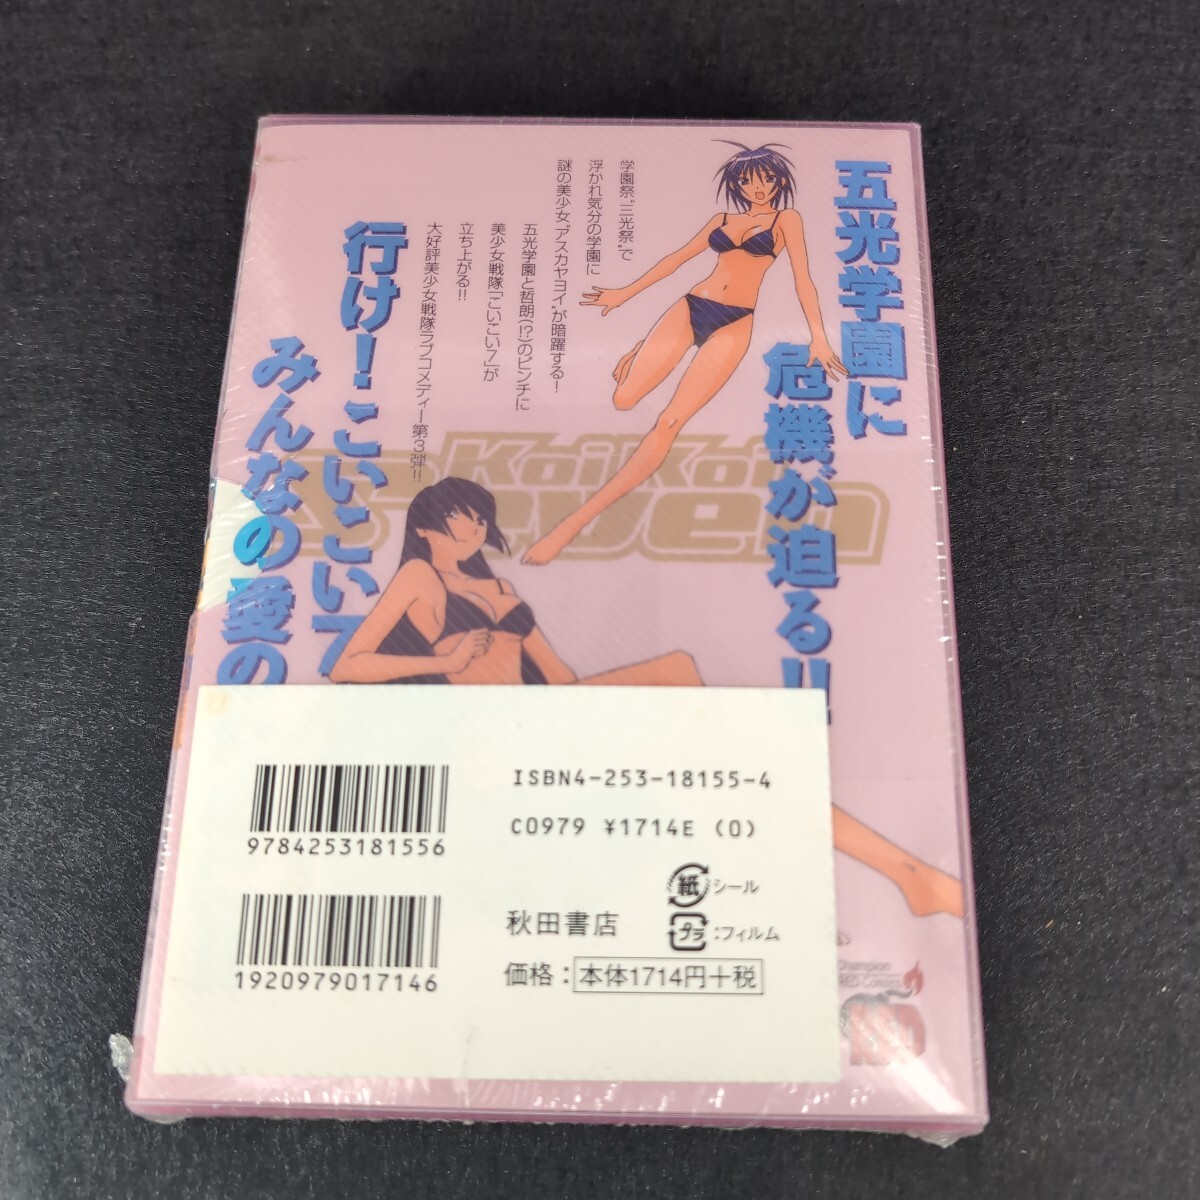 五光学園に
危機が迫る!!
学園祭"三光祭"で
浮かれ気分の学園に
謎の美少女"アスカヤヨイ"が暗躍する!
五光学園と哲朗(!?)のピンチに
美少女戦隊「こいこい7」が
立ち上がる!!
大好評美少女戦隊ラブコメディー第3弾!!
行け!こいこい7
みんなの愛の
KoiKoi
Seven
ISBN4-253-18155-4
C0979 ¥1714E (0)
9784253181556
紙 シール
プラ :フィルム
秋田書店
1920979017146
価格:本体1714円+税
Champion
RED Comics